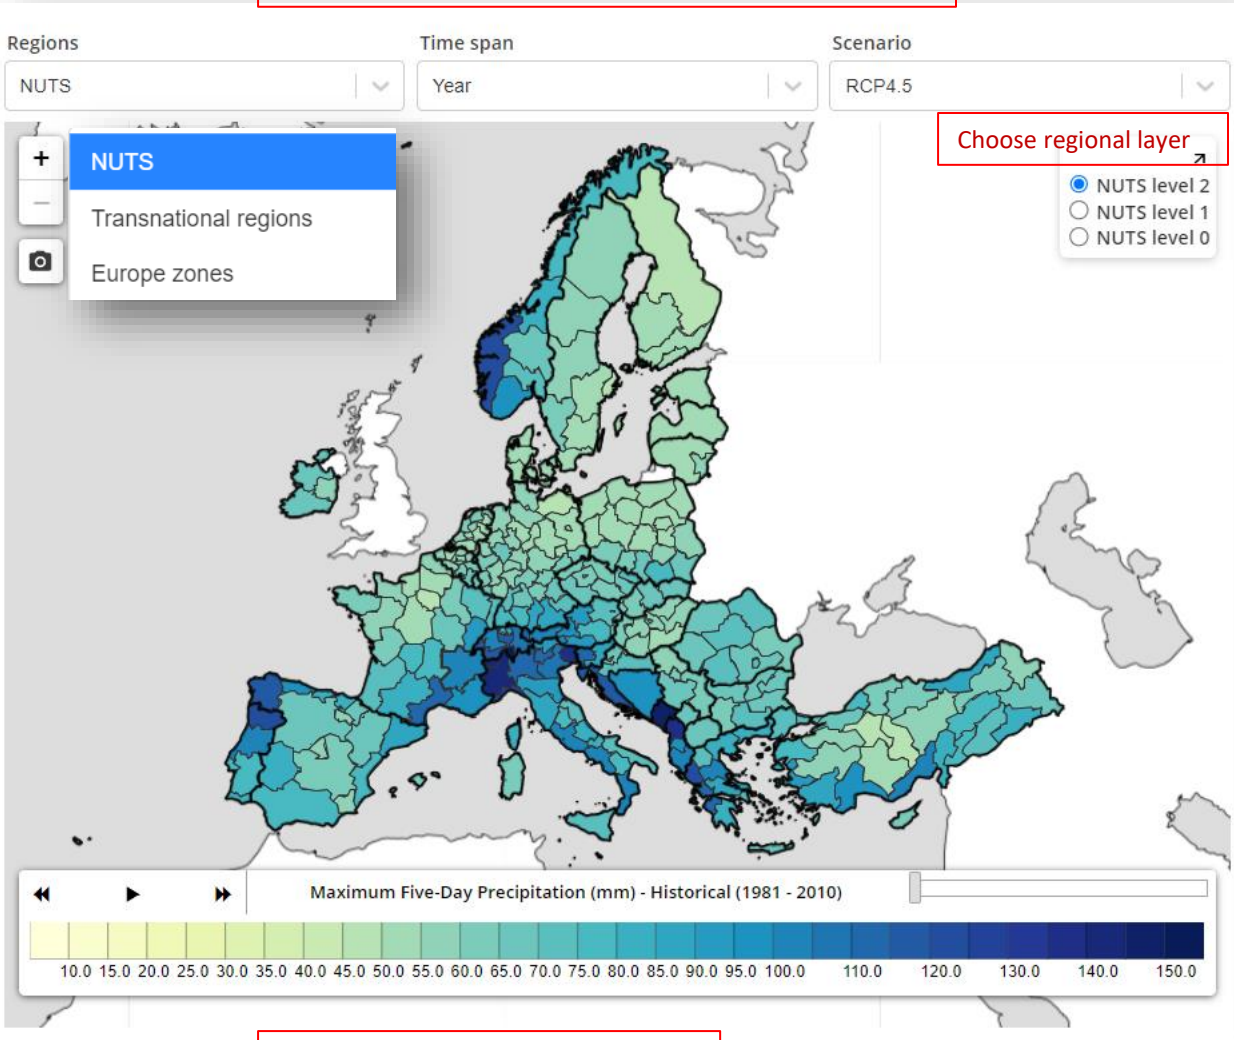 Regions
Time span
Scenario
NUTS
Year
RCP4.5
Choose regional layer
+
NUTS
Transnational regions
Europe zones
NUTS level 2
NUTS level 1
NUTS level 0
Maximum Five-Day Precipitation (mm) - Historical (1981 - 2010)
10.0 15.0 20.0 25.0 30.0 35.0 40.0 45.0 50.0 55.0 60.0 65.0 70.0 75.0 80.0 85.0 90.0 95.0 100.0 110.0 120.0 130.0 140.0 150.0